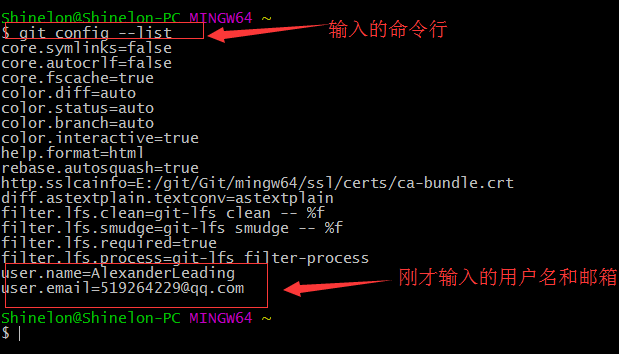 Shinelon@Shinelon-PC MINGW64 ~
$ git config --list
输入的命令行
core.symlinks=false
core.autocrlf=false
core.fscache=true
color.diff=auto
color.status=auto
color.branch=auto
color.interactive=true
help.format=html
rebase.autosquash=true
http.sslcainfo=E:/git/Git/mingw64/ssl/certs/ca-bundle.crt
diff.astextplain.textconv=astextplain
filter.lfs.clean=git-lfs clean -- %f
filter.lfs.smudge=git-lfs smudge -- %f
filter.lfs.required=true
filter.lfs.process=git-lfs filter-process
user.name=AlexanderLeading
user.email=519264229@qq.com
刚才输入的用户名和邮箱
Shinelon@Shinelon-PC MINGW64 ~
$